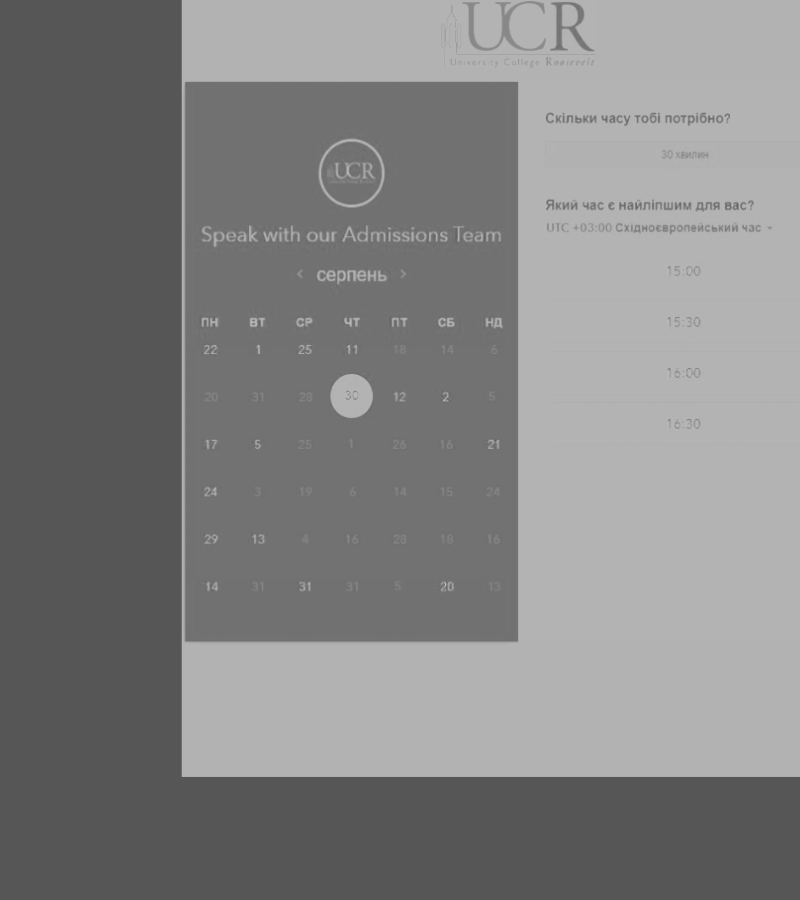 UCR
University College Roosevelt
UCR
Speak with our Admissions Team
‹ серпень ›
ПН ВТ СР ЧТ ПТ СБ НД
22 1 25 11 18 14 6
20 31 28 30 12 2 5
17 5 25 1 26 16 21
24 3 19 6 14 15 24
29 13 4 16 28 18 16
14 31 31 31 5 20 13
Скільки часу тобі потрібно?
30 хвилин
Який час є найліпшим для вас?
UTC +03:00 Східноєвропейський час
15:00
15:30
16:00
16:30